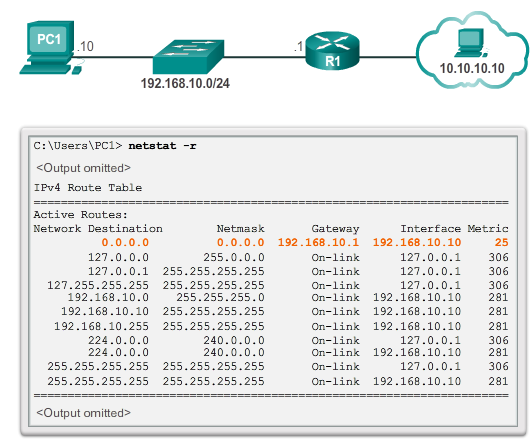 PC1
.10
192.168.10.0/24
.1
R1
10.10.10.10
C:\Users\PC1> netstat -r
<Output omitted>
IPv4 Route Table
Active Routes:
Network Destination Netmask Gateway Interface Metric
0.0.0.0 0.0.0.0 192.168.10.1 192.168.10.10 25
127.0.0.0 255.0.0.0 On-link 127.0.0.1 306
127.0.0.1 255.255.255.255 On-link 127.0.0.1 306
127.255.255.255 255.255.255.255 On-link 127.0.0.1 306
192.168.10.0 255.255.255.0 On-link 192.168.10.10 281
192.168.10.10 255.255.255.255 On-link 192.168.10.10 281
192.168.10.255 255.255.255.255 On-link 192.168.10.10 281
224.0.0.0 240.0.0.0 On-link 127.0.0.1 306
224.0.0.0 240.0.0.0 On-link 192.168.10.10 281
255.255.255.255 255.255.255.255 On-link 127.0.0.1 306
255.255.255.255 255.255.255.255 On-link 192.168.10.10 281
<Output omitted>